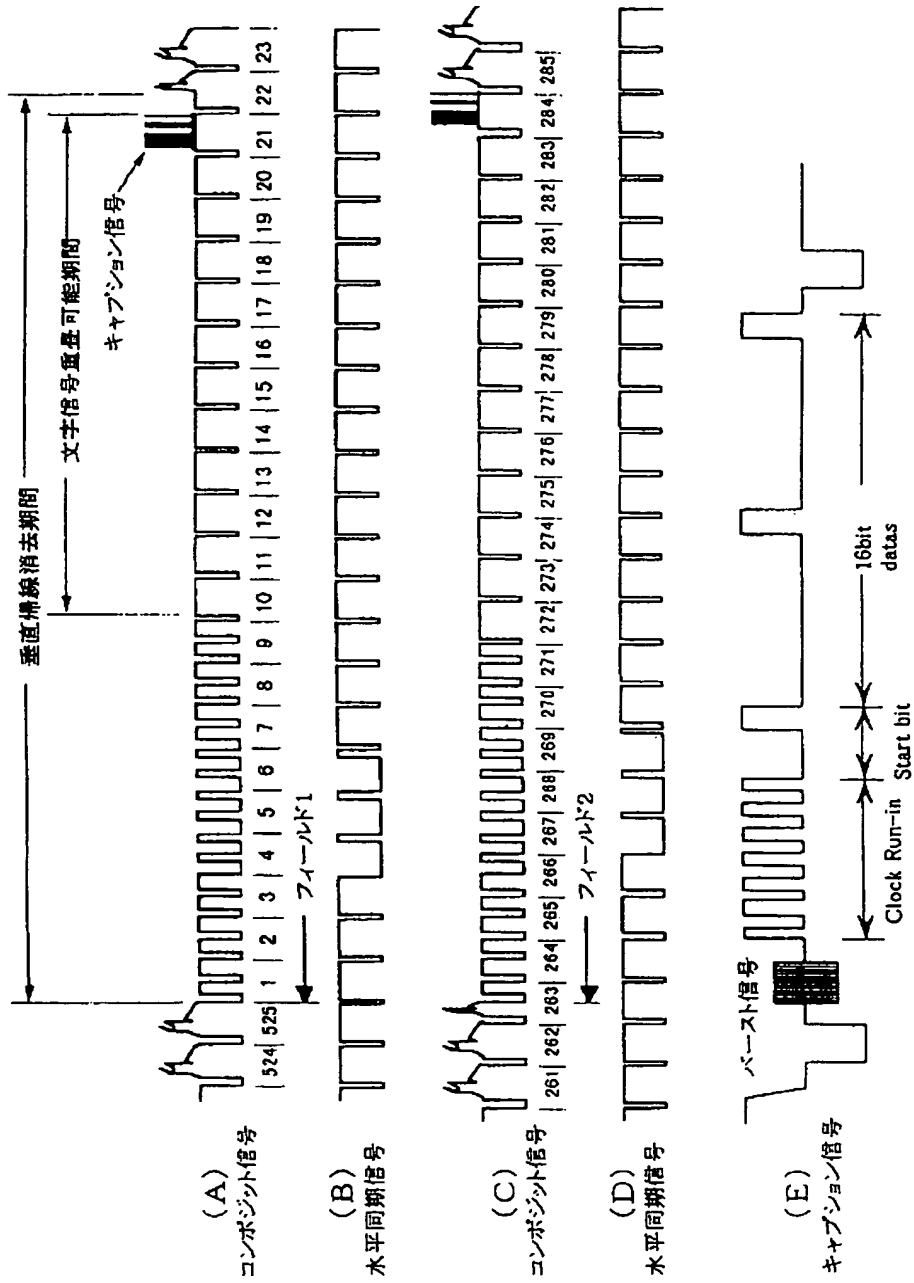 垂直帰線消去期間
文字信号重畳可能期間
キャプション信号
(A)
コンポジット信号
524 525 1 2 3 4 5 6 7 8 9 10 11 12 13 14 15 16 17 18 19 20 21 22 23
フィールド1
(B)
水平同期信号
(C)
コンポジット信号
261 262 263 264 265 266 267 268 269 270 271 272 273 274 275 276 277 278 279 280 281 282 283 284 285
フィールド2
(D)
水平同期信号
(E)
キャプション信号
バースト信号
Clock Run-in
Start bit
16bit
datas